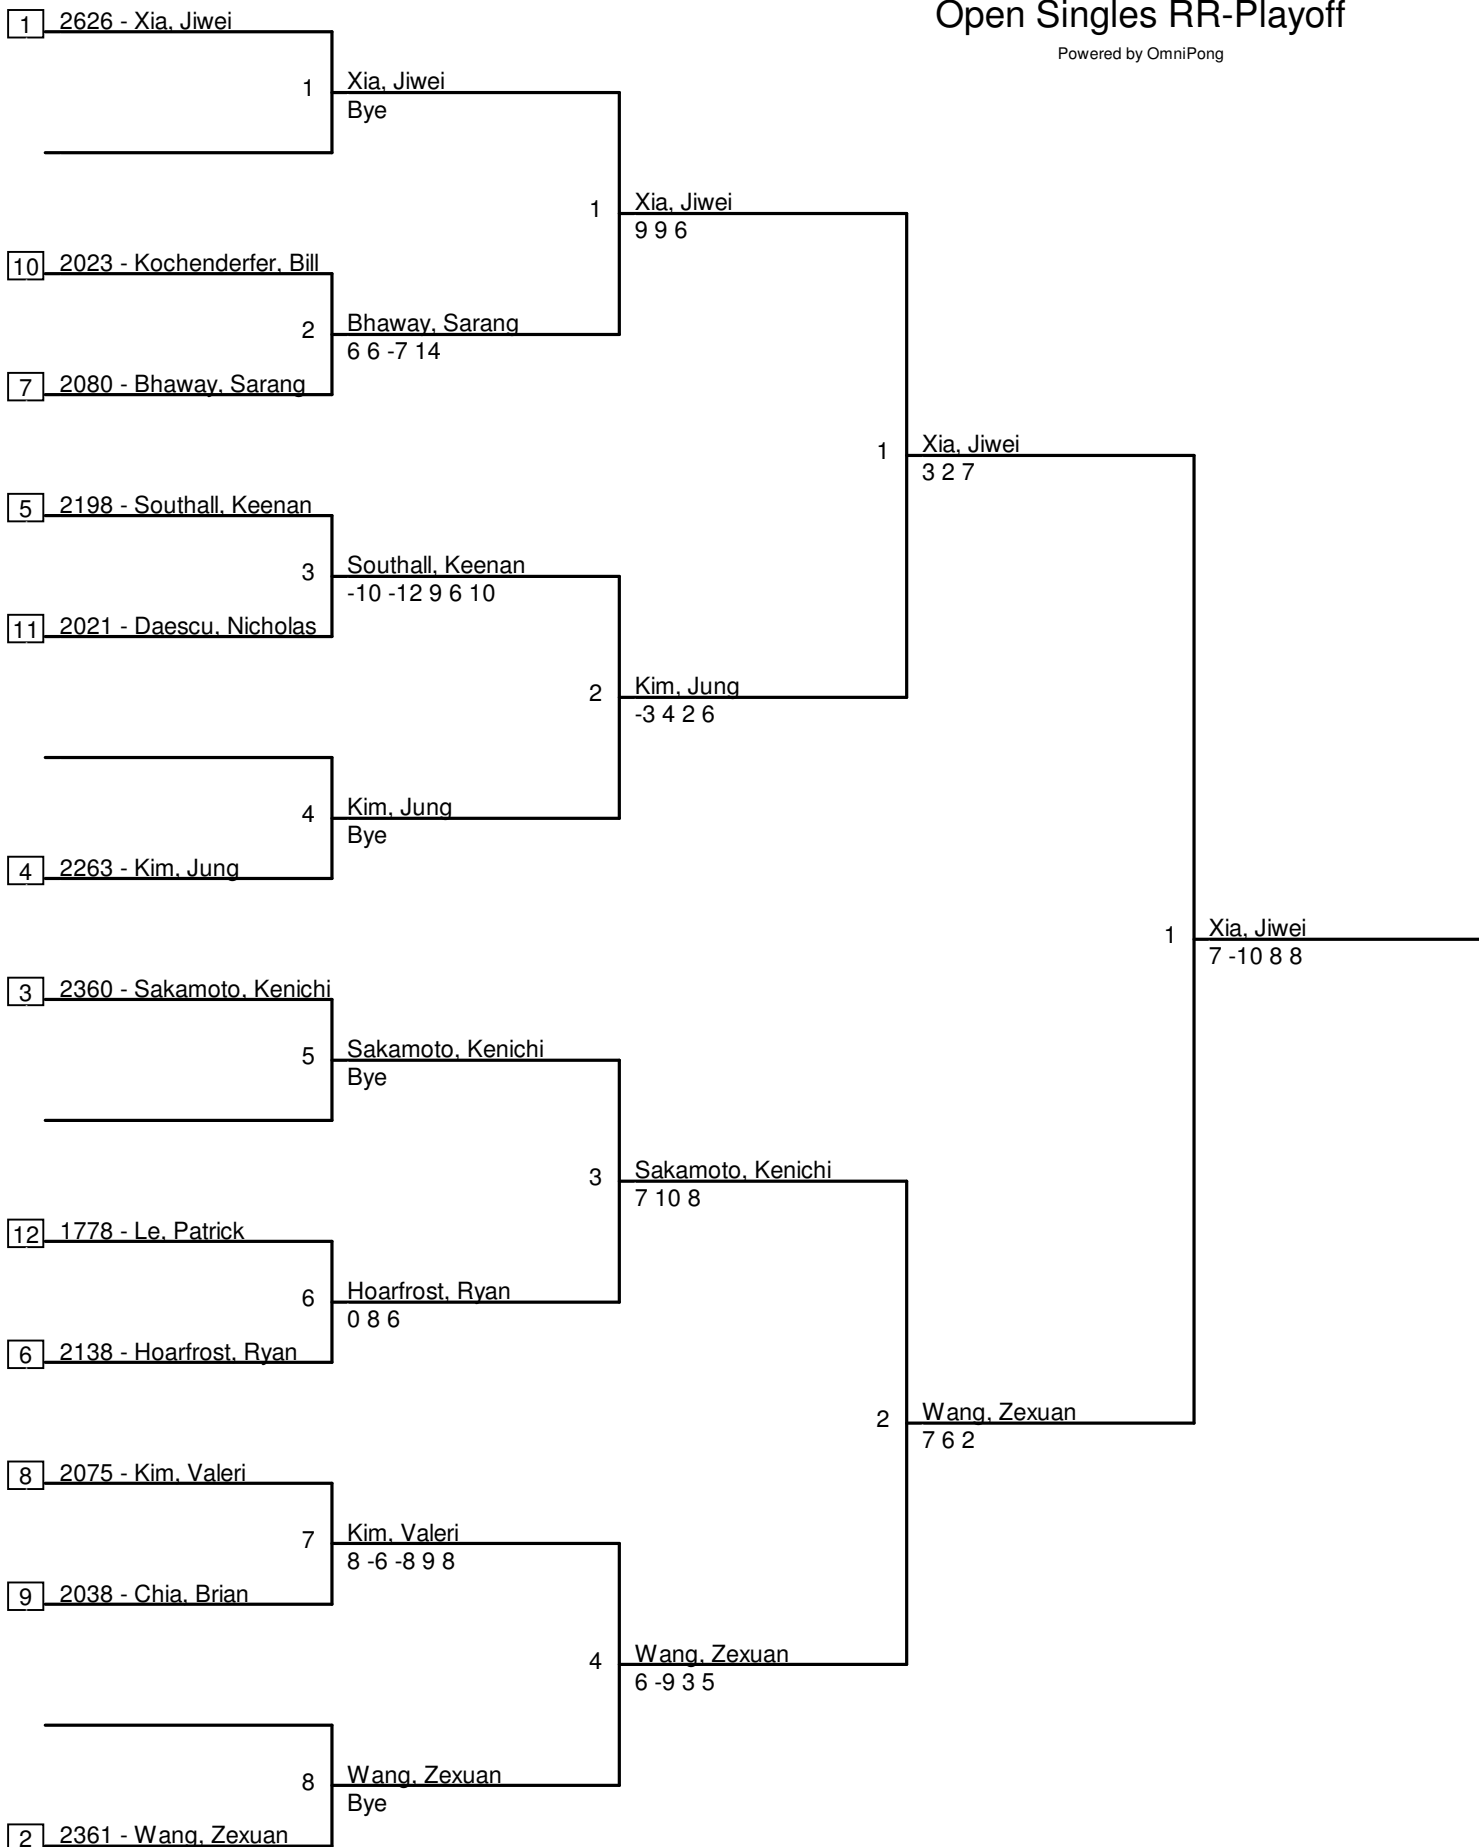 Open Singles RR-Playoff
Powered by OmniPong
1 2626 - Xia, Jiwei
1 Xia, Jiwei
Bye
1 Xia, Jiwei
9 9 6
10 2023 - Kochenderfer, Bill
2 Bhaway, Sarang
6 6 -7 14
7 2080 - Bhaway, Sarang
1 Xia, Jiwei
3 2 7
5 2198 - Southall, Keenan
3 Southall, Keenan
-10 -12 9 6 10
11 2021 - Daescu, Nicholas
2 Kim, Jung
-3 4 2 6
4 Kim, Jung
Bye
4 2263 - Kim, Jung
1 Xia, Jiwei
7 -10 8 8
3 2360 - Sakamoto, Kenichi
5 Sakamoto, Kenichi
Bye
3 Sakamoto, Kenichi
7 10 8
12 1778 - Le, Patrick
6 Hoarfrost, Ryan
0 8 6
6 2138 - Hoarfrost, Ryan
2 Wang, Zexuan
7 6 2
8 2075 - Kim, Valeri
7 Kim, Valeri
8 -6 -8 9 8
9 2038 - Chia, Brian
4 Wang, Zexuan
6 -9 3 5
8 Wang, Zexuan
Bye
2 2361 - Wang, Zexuan